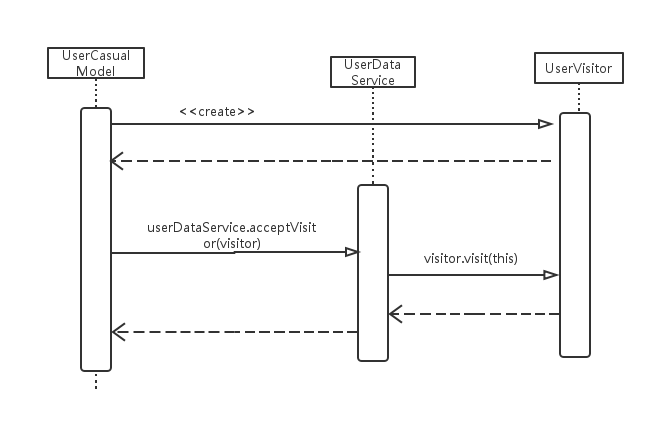 UserCasual
Model
UserData
Service
UserVisitor
<<create>>
userDataService.acceptVisit
or(visitor)
visitor.visit(this)